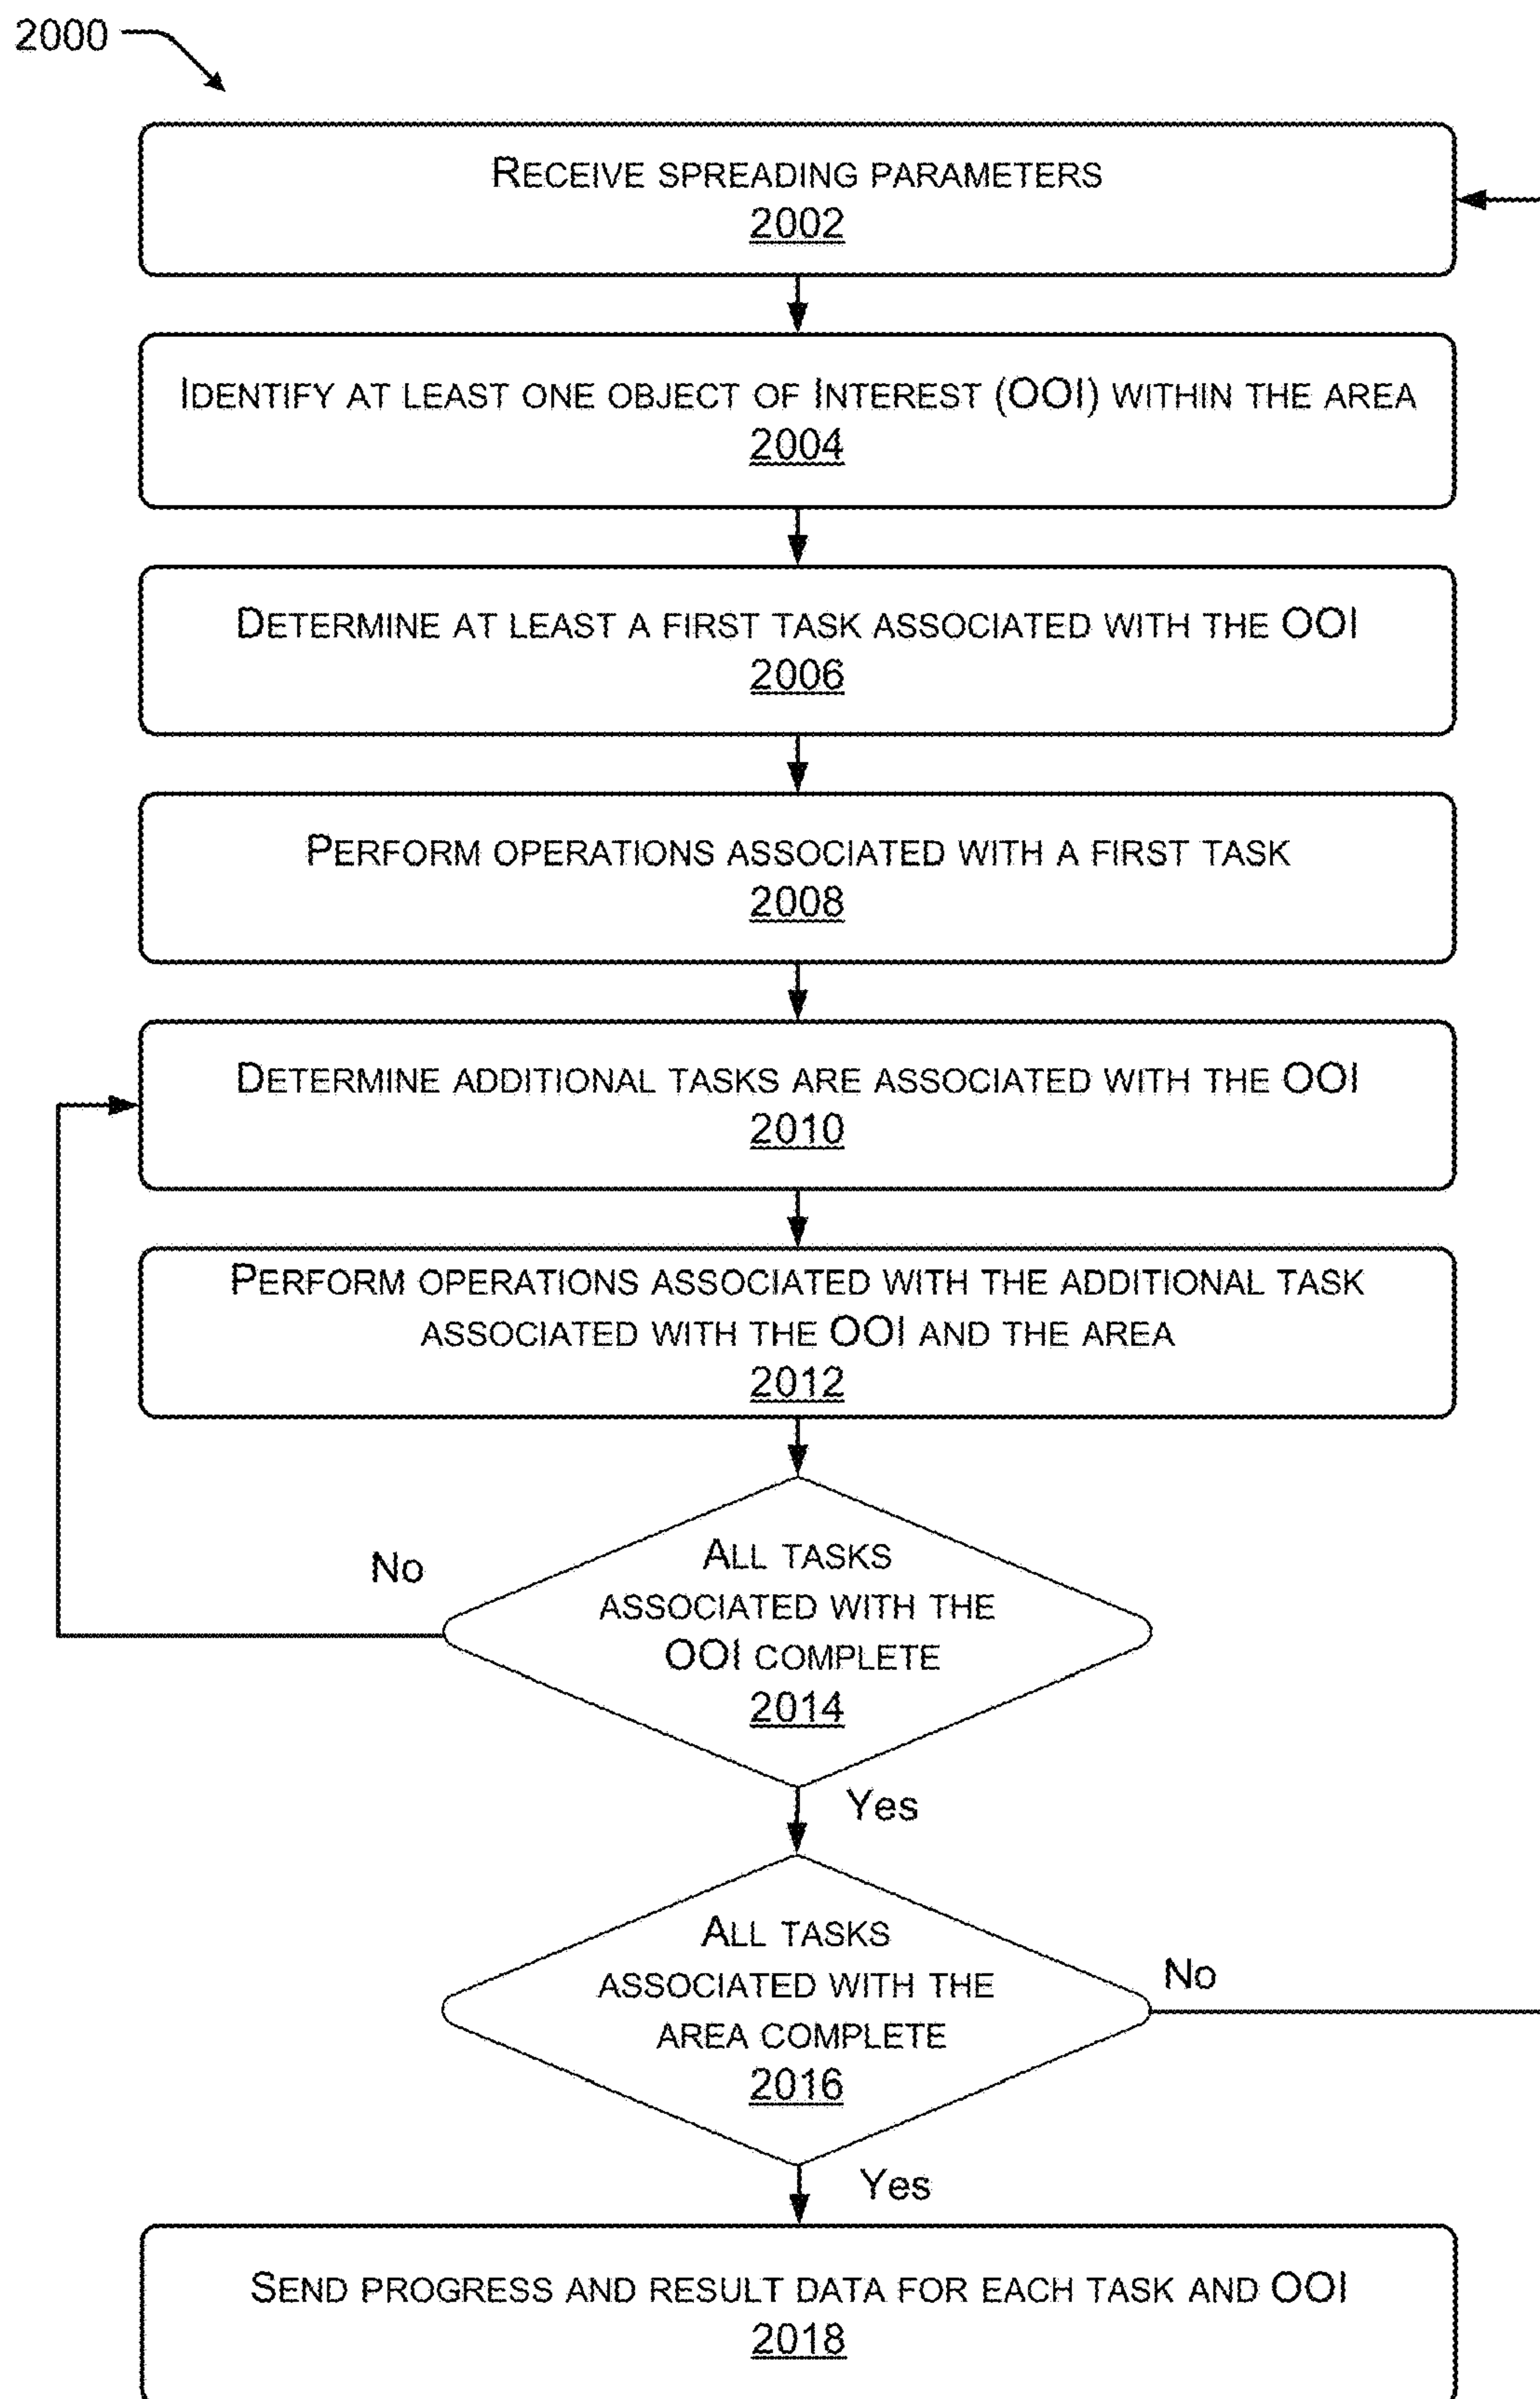 2000
RECEIVE SPREADING PARAMETERS
2002
IDENTIFY AT LEAST ONE OBJECT OF INTEREST (OOI) WITHIN THE AREA
2004
DETERMINE AT LEAST A FIRST TASK ASSOCIATED WITH THE OOI
2006
PERFORM OPERATIONS ASSOCIATED WITH A FIRST TASK
2008
DETERMINE ADDITIONAL TASKS ARE ASSOCIATED WITH THE OOI
2010
PERFORM OPERATIONS ASSOCIATED WITH THE ADDITIONAL TASK
ASSOCIATED WITH THE OOI AND THE AREA
2012
No
ALL TASKS
ASSOCIATED WITH THE
OOI COMPLETE
2014
Yes
ALL TASKS
ASSOCIATED WITH THE
AREA COMPLETE
2016
No
Yes
SEND PROGRESS AND RESULT DATA FOR EACH TASK AND OOI
2018